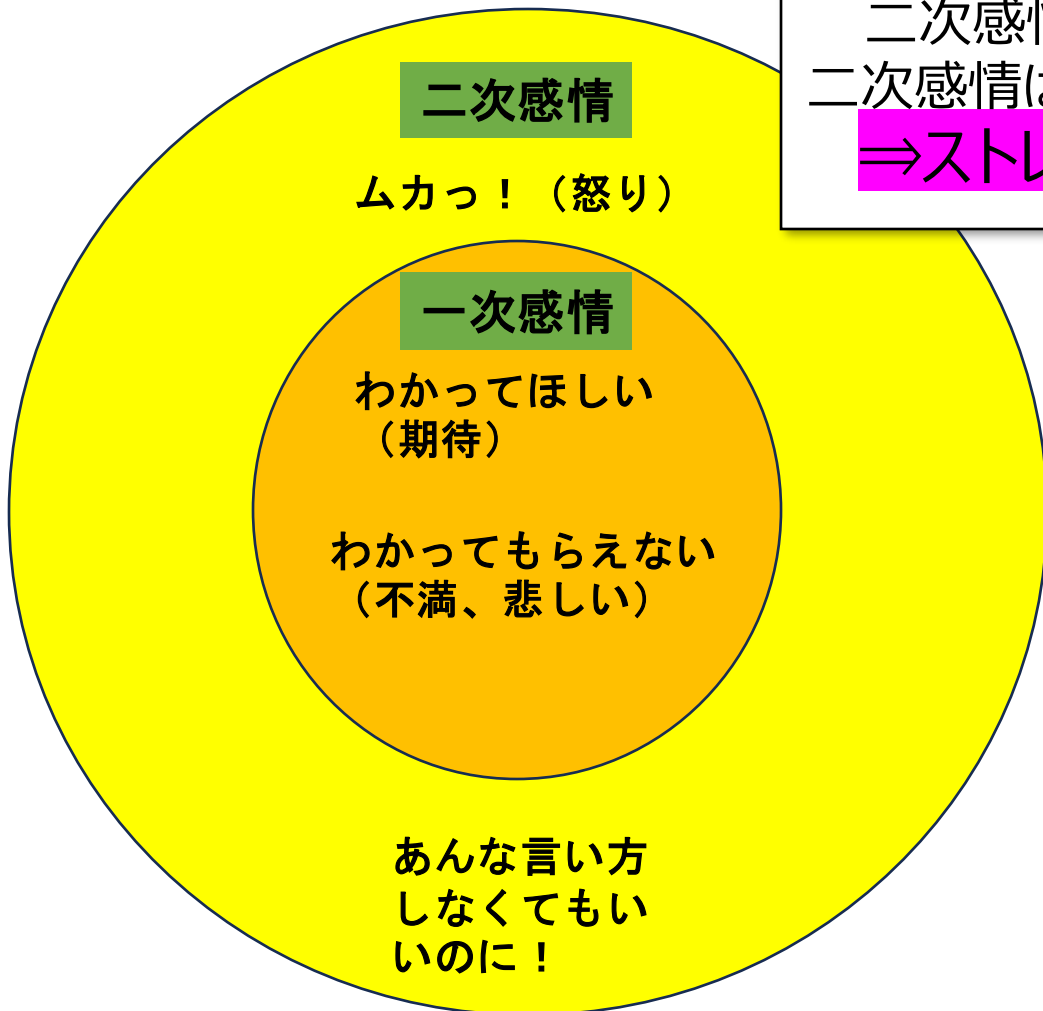 二次感情
二次感情
ムカっ！（怒り）
二次感情は
⇒ストレ
一次感情
わかってほしい
（期待）
わかってもらえない
（不満、悲しい）
あんな言い方
しなくてもい
いのに！